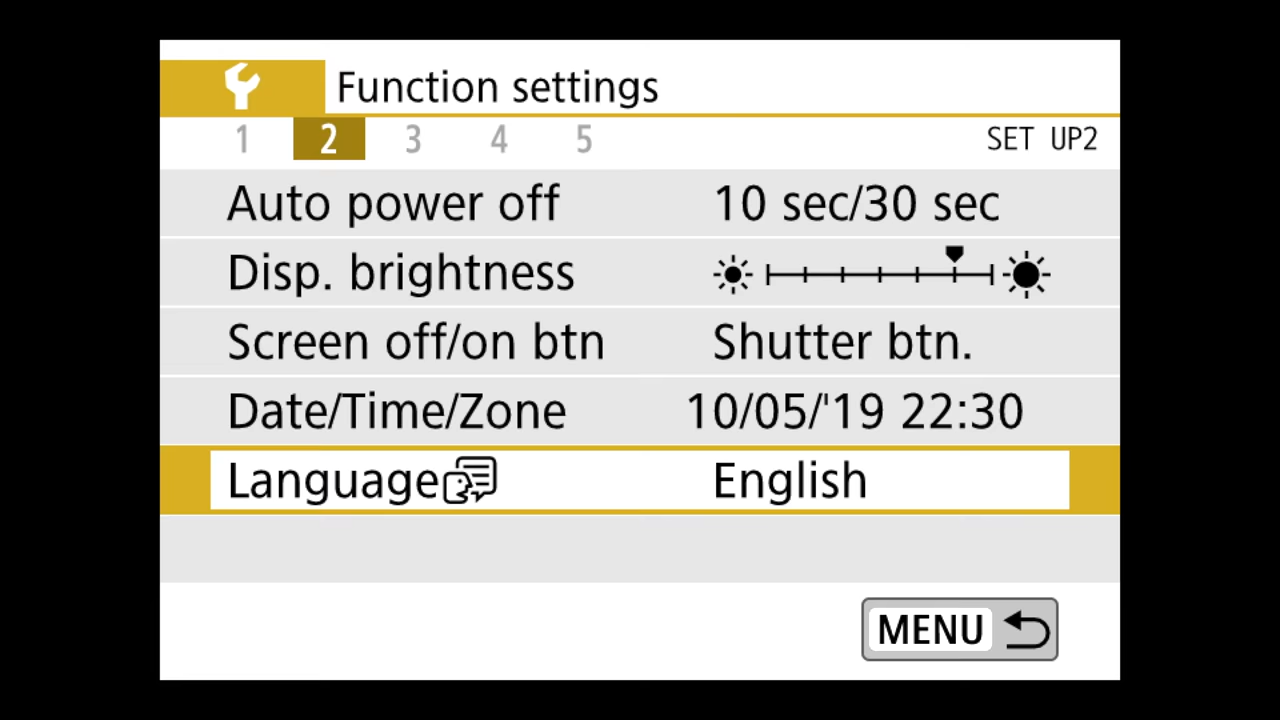 Function settings
1 2 3 4 5 SET UP2
Auto power off 10 sec/30 sec
Disp. brightness
Screen off/on btn Shutter btn.
Date/Time/Zone 10/05/'19 22:30
Language English
MENU